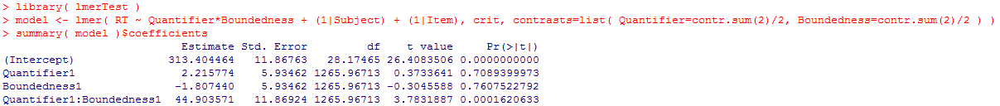 > library( lmerTest )
> model <- lmer( RT ~ Quantifier*Boundedness + (1|Subject) + (1|Item), crit, contrasts=list( Quantifier=contr.sum(2)/2, Boundedness=contr.sum(2)/2 ) )
> summary( model )$coefficients
Estimate Std. Error df t value Pr(>|t|)
(Intercept) 313.404464 11.86763 28.17465 26.4083506 0.0000000000
Quantifier1 2.215774 5.93462 1265.96713 0.3733641 0.7089399973
Boundedness1 -1.807440 5.93462 1265.96713 -0.3045588 0.7607522792
Quantifier1:Boundedness1 44.903571 11.86924 1265.96713 3.7831887 0.0001620633